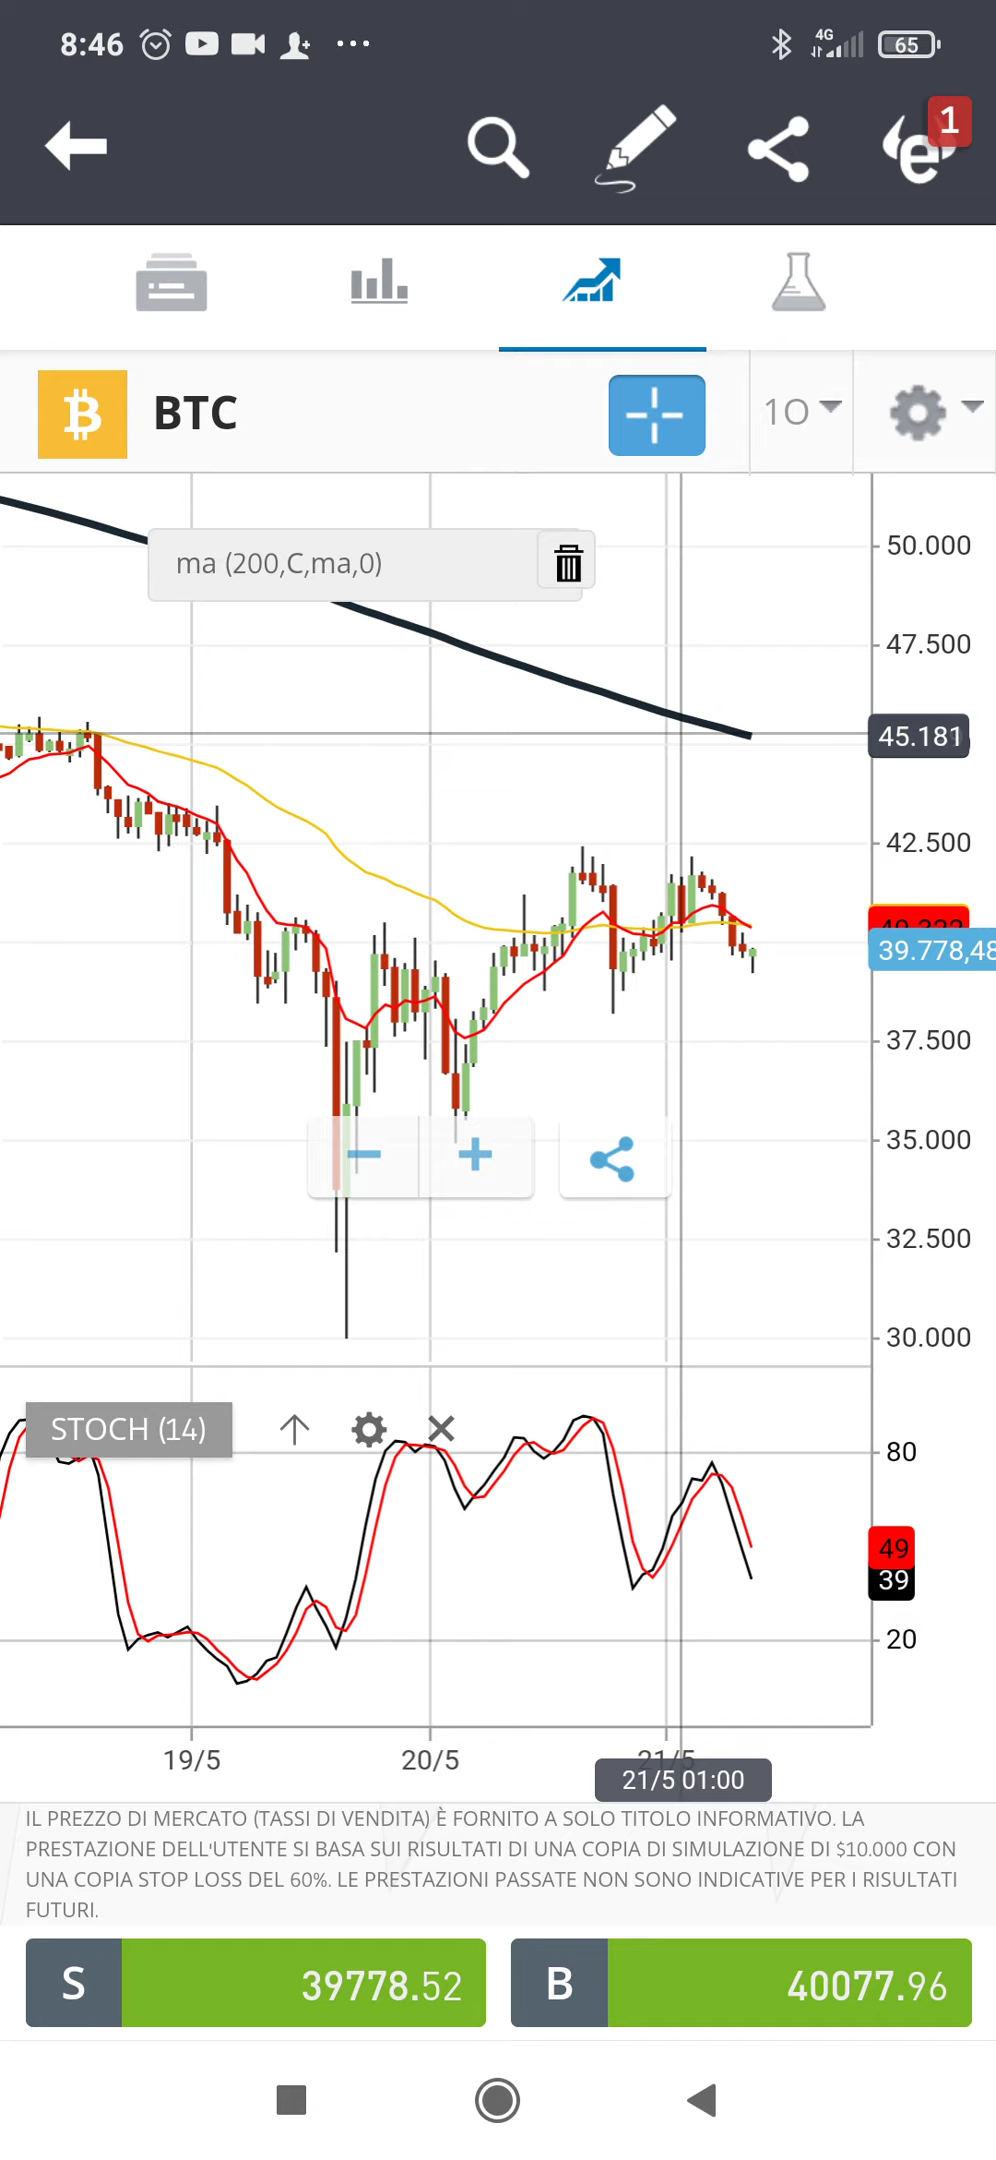 8:46
4G
65
1
BTC
1O
ma (200,C,ma,0)
50.000
47.500
45.181
42.500
39.778,48
37.500
35.000
32.500
30.000
STOCH (14)
80
49
39
20
19/5
20/5
21/5
21/5 01:00
IL PREZZO DI MERCATO (TASSI DI VENDITA) È FORNITO A SOLO TITOLO INFORMATIVO. LA
PRESTAZIONE DELL'UTENTE SI BASA SUI RISULTATI DI UNA COPIA DI SIMULAZIONE DI $10.000 CON
UNA COPIA STOP LOSS DEL 60%. LE PRESTAZIONI PASSATE NON SONO INDICATIVE PER I RISULTATI
FUTURI.
S 39778.52
B 40077.96